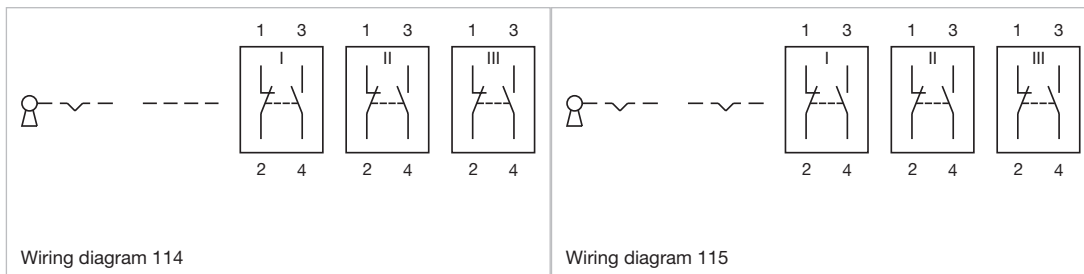 1 3 1 3 1 3
I II III
2 4 2 4 2 4
Wiring diagram 114
1 3 1 3 1 3
I II III
2 4 2 4 2 4
Wiring diagram 115